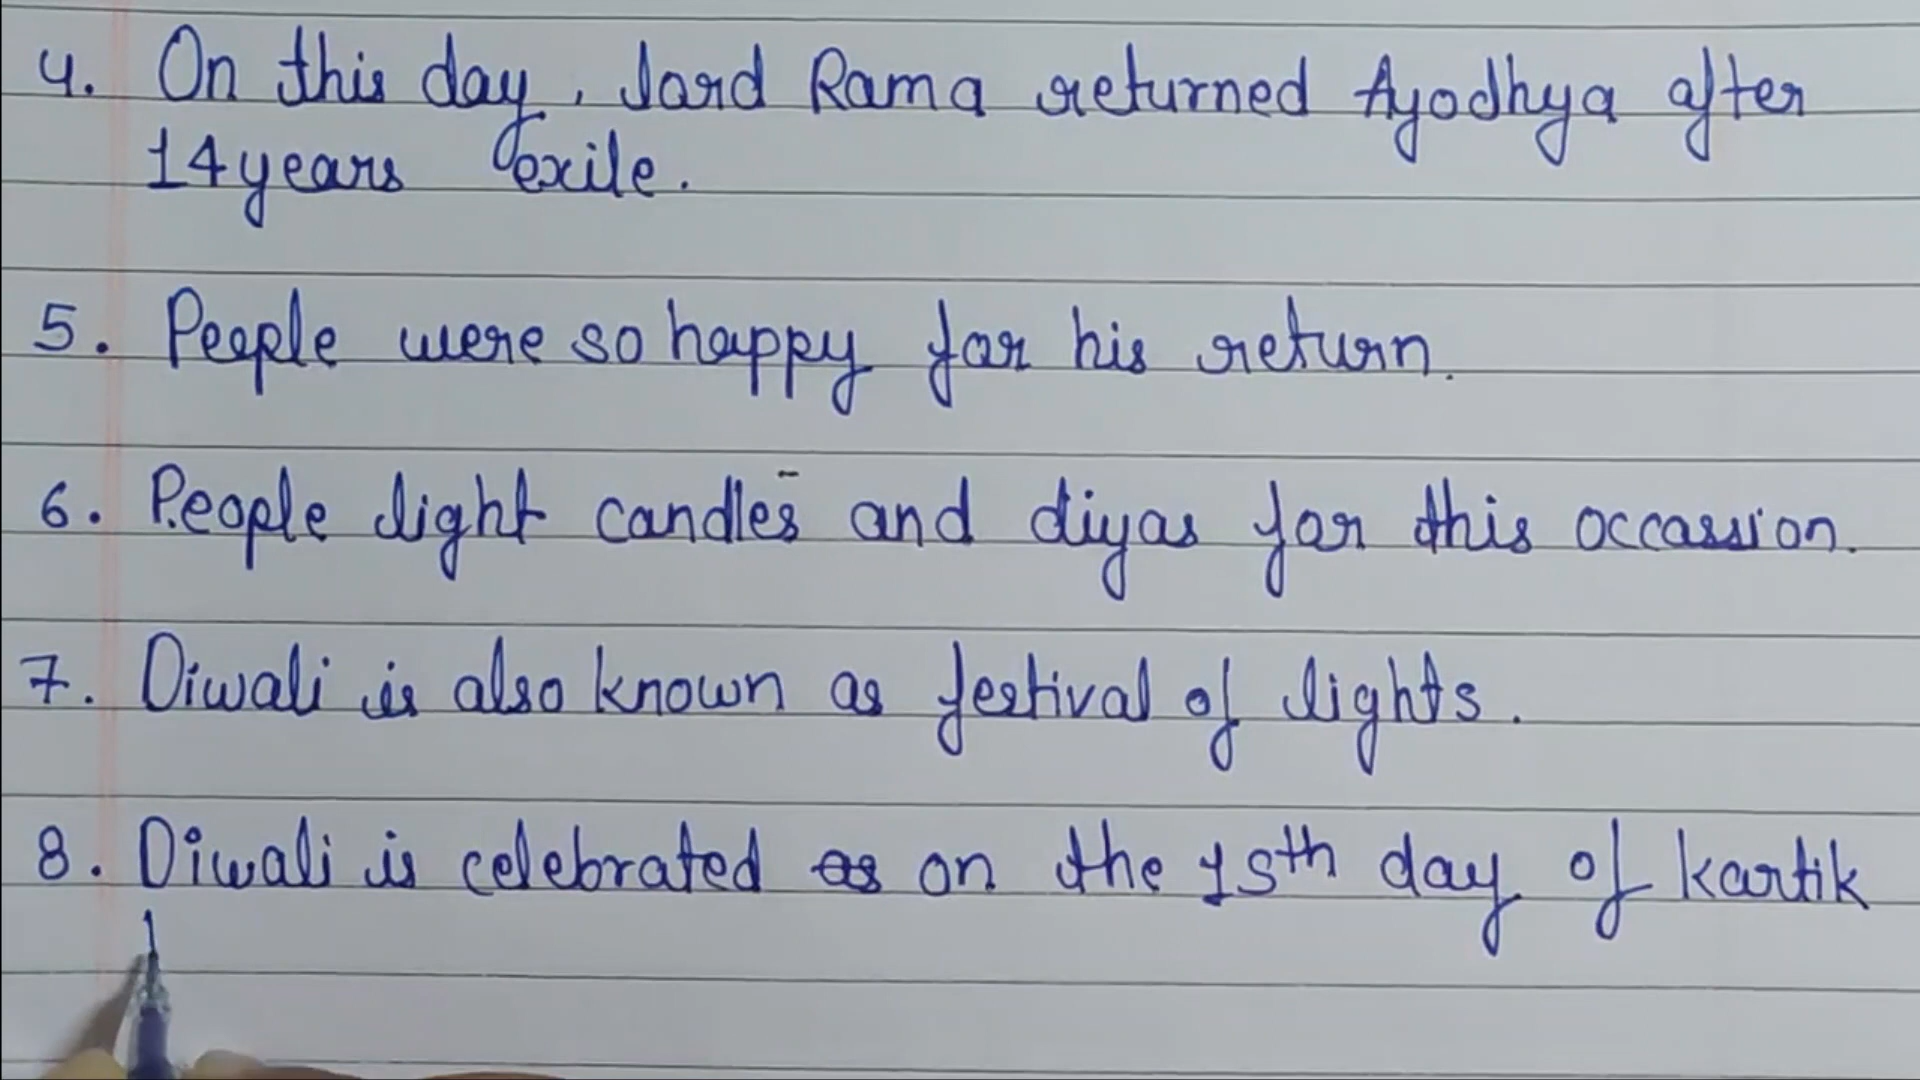 4. On this day, lord Rama returned Ayodhya after
14 years exile.
5. People were so happy for his return.
6. People light candles and diyas for this occassion.
7. Diwali is also known as festival of lights.
8. Diwali is celebrated as on the 15th day of kartik